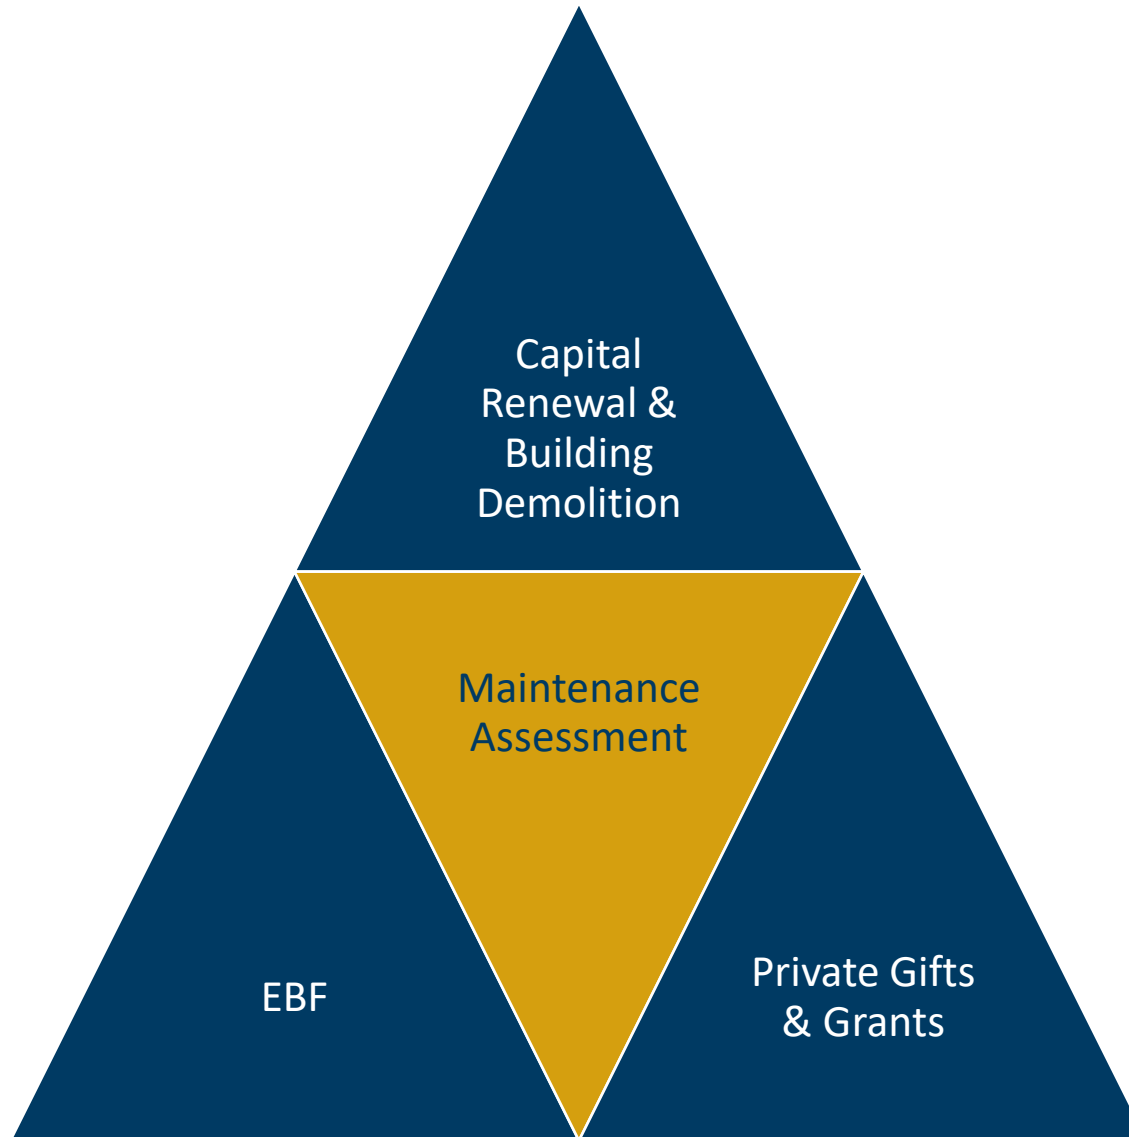 Capital
Renewal &
Building
Demolition
Maintenance
Assessment
EBF
Private Gifts
& Grants